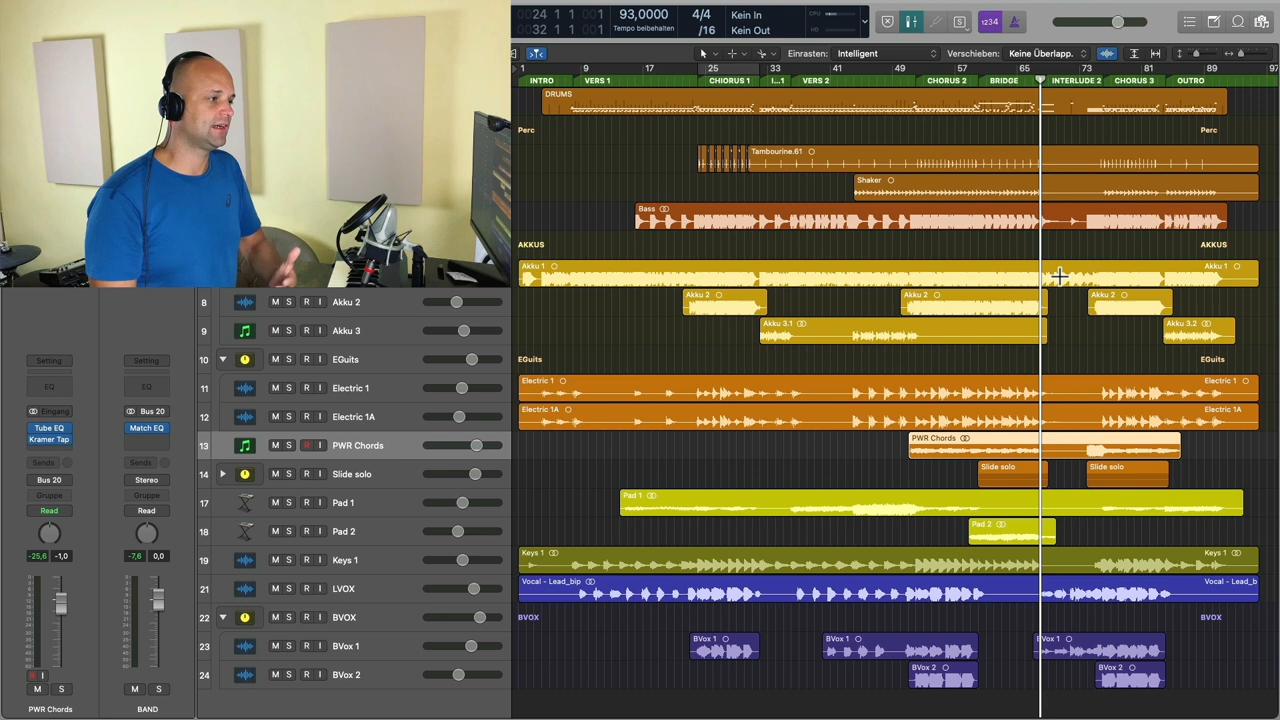 0024 1 1 001
0032 1 1 001
93,0000
Tempo beibehalten
4/4
/16
Kein In
Kein Out
CPU
HD
1234
Einrasten: Intelligent
Verschieben: Keine Überlapp.
1 9 17 25 33 41 49 57 65 73 81 89 97
INTRO VERS 1 CHIORUS 1 I...1 VERS 2 CHORUS 2 BRIDGE INTERLUDE 2 CHORUS 3 OUTRO
DRUMS
Perc Perc
Tambourine.61
Shaker
Bass
AKKUS AKKUS
Akku 1 Akku 1
8 M S R I Akku 2
Akku 2 Akku 2 Akku 2
9 M S R I Akku 3
Akku 3.1 Akku 3.2
10 M S EGuits
EGuits EGuits
11 M S R I Electric 1
Electric 1 Electric 1
12 M S R I Electric 1A
Electric 1A Electric 1A
13 M S R I PWR Chords
PWR Chords
14 M S Slide solo
Slide solo Slide solo
17 M S R I Pad 1
Pad 1
18 M S R I Pad 2
Pad 2
19 M S R I Keys 1
Keys 1 Keys 1
21 M S R I LVOX
Vocal - Lead_bip Vocal - Lead_b
22 M S BVOX
BVOX BVOX
23 M S R I BVox 1
BVox 1 BVox 1 BVox 1
24 M S R I BVox 2
BVox 2 BVox 2
Setting Setting
EQ EQ
Eingang Bus 20
Tube EQ Match EQ
Kramer Tap
Sends Sends
Bus 20 Stereo
Gruppe Gruppe
Read Read
-25,6 -1,0 -7,6 0,0
R I
M S M S
PWR Chords BAND